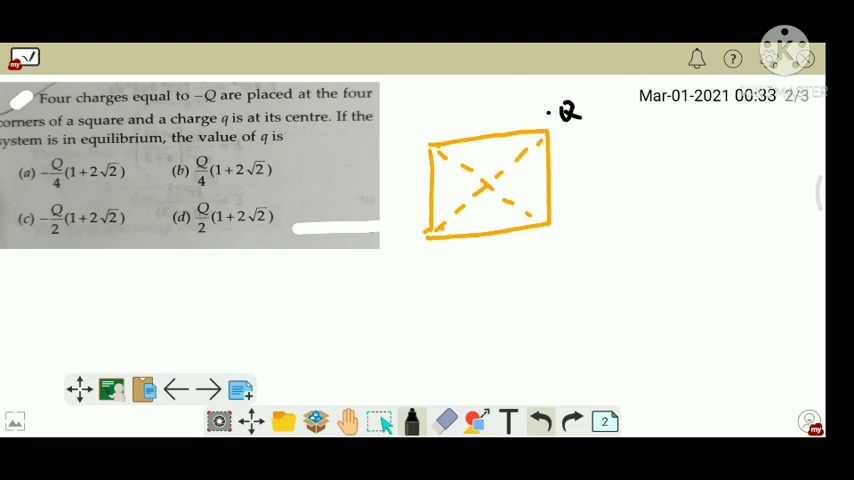 Four charges equal to −Q are placed at the four
corners of a square and a charge q is at its centre. If the
system is in equilibrium, the value of q is
(a) −Q/4(1+2√2) (b) Q/4(1+2√2)
(c) −Q/2(1+2√2) (d) Q/2(1+2√2)
Q
Mar-01-2021 00:33 2/3
my
T
2
my